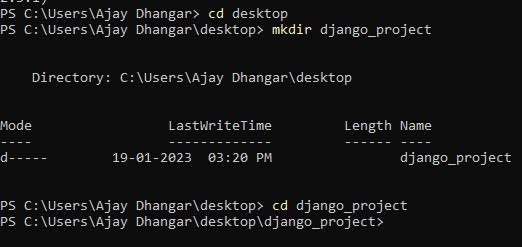 PS C:\Users\Ajay Dhangar> cd desktop
PS C:\Users\Ajay Dhangar\desktop> mkdir django_project
Directory: C:\Users\Ajay Dhangar\desktop
Mode                 LastWriteTime         Length Name
----                 -------------         ------ ----
d-----        19-01-2023  03:20 PM                django_project
PS C:\Users\Ajay Dhangar\desktop> cd django_project
PS C:\Users\Ajay Dhangar\desktop\django_project>